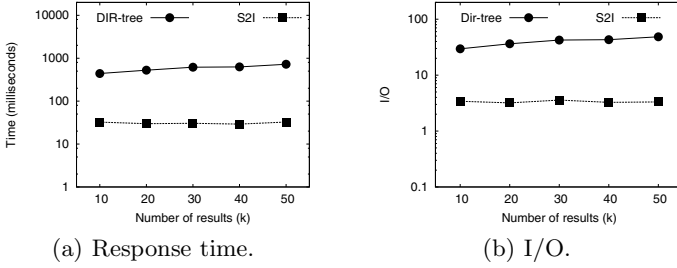 DIR-tree S2I
10000
1000
100
10
1
Time (milliseconds)
10 20 30 40 50
Number of results (k)
(a) Response time.
Dir-tree S2I
100
10
1
0.1
I/O
10 20 30 40 50
Number of results (k)
(b) I/O.